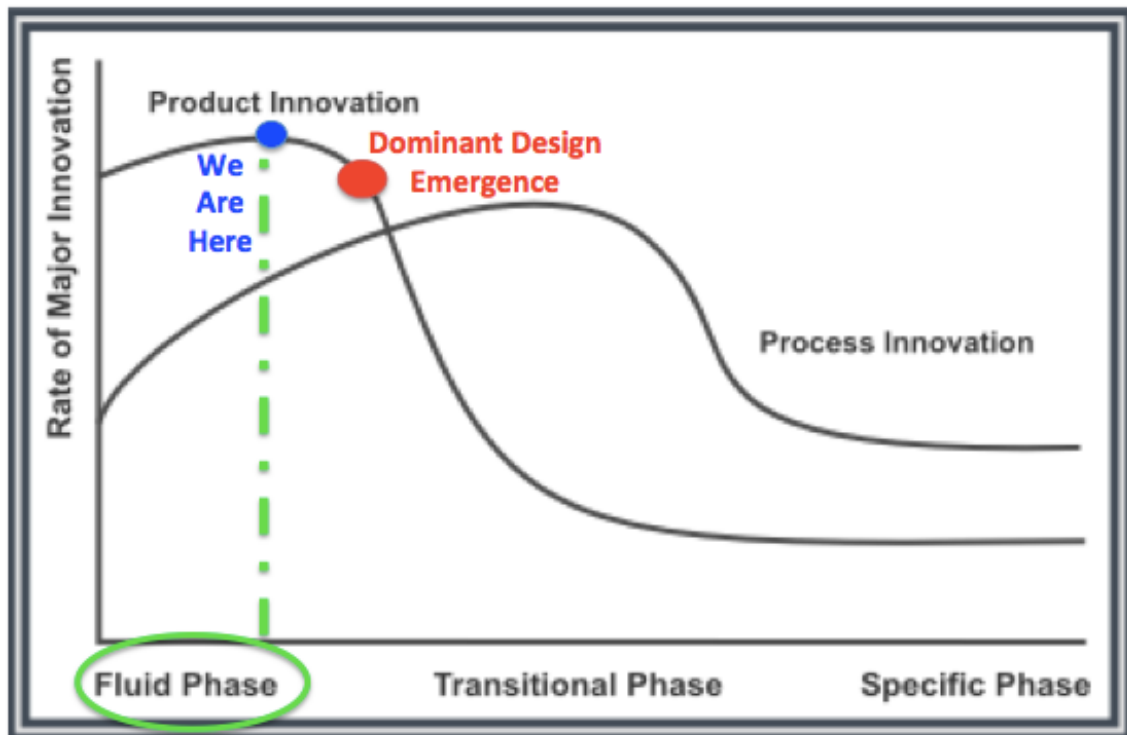 Rate of Major Innovation
Product Innovation
We
Are
Here
Dominant Design
Emergence
Process Innovation
Fluid Phase
Transitional Phase
Specific Phase